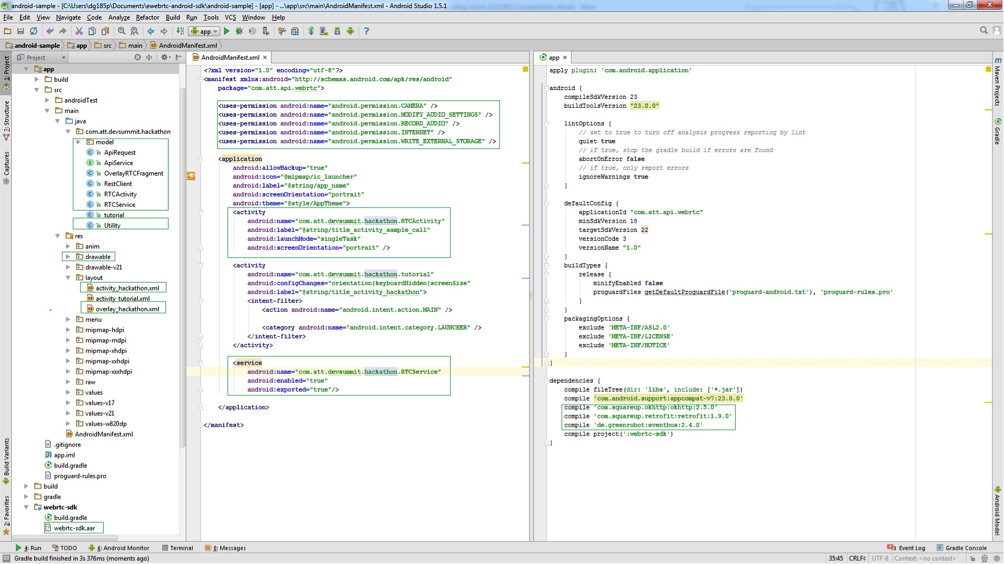 android-sample - [C:\Users\dg185p\Documents\ewebrtc-android-sdk\android-sample] - [app] - ...\app\src\main\AndroidManifest.xml - Android Studio 1.5.1
File Edit View Navigate Code Analyze Refactor Build Run Tools VCS Window Help
app
android-sample app src main AndroidManifest.xml
Project
AndroidManifest.xml
app
1: Project
7: Structure
Captures
Build Variants
2: Favorites
app
build
src
androidTest
main
java
com.att.devsummit.hackathon
model
ApiRequest
ApiService
OverlayRTCFragment
RestClient
RTCActivity
RTCService
tutorial
Utility
res
anim
drawable
drawable-v21
layout
activity_hackathon.xml
activity_tutorial.xml
overlay_hackathon.xml
menu
mipmap-hdpi
mipmap-mdpi
mipmap-xhdpi
mipmap-xxhdpi
mipmap-xxxhdpi
raw
values
values-v17
values-v21
values-w820dp
AndroidManifest.xml
.gitignore
app.iml
build.gradle
proguard-rules.pro
build
gradle
webrtc-sdk
build.gradle
webrtc-sdk.aar
<?xml version="1.0" encoding="utf-8"?>
<manifest xmlns:android="http://schemas.android.com/apk/res/android"
package="com.att.api.webrtc">
<uses-permission android:name="android.permission.CAMERA" />
<uses-permission android:name="android.permission.MODIFY_AUDIO_SETTINGS" />
<uses-permission android:name="android.permission.RECORD_AUDIO" />
<uses-permission android:name="android.permission.INTERNET" />
<uses-permission android:name="android.permission.WRITE_EXTERNAL_STORAGE" />
<application
android:allowBackup="true"
android:icon="@mipmap/ic_launcher"
android:label="@string/app_name"
android:screenOrientation="portrait"
android:theme="@style/AppTheme">
<activity
android:name="com.att.devsummit.hackathon.RTCActivity"
android:label="@string/title_activity_sample_call"
android:launchMode="singleTask"
android:screenOrientation="portrait" />
<activity
android:name="com.att.devsummit.hackathon.tutorial"
android:configChanges="orientation|keyboardHidden|screenSize"
android:label="@string/title_activity_hackathon">
<intent-filter>
<action android:name="android.intent.action.MAIN" />
<category android:name="android.intent.category.LAUNCHER" />
</intent-filter>
</activity>
<service
android:name="com.att.devsummit.hackathon.RTCService"
android:enabled="true"
android:exported="true"/>
</application>
</manifest>
app
apply plugin: 'com.android.application'
android {
compileSdkVersion 23
buildToolsVersion "23.0.0"
lintOptions {
// set to true to turn off analysis progress reporting by lint
quiet true
// if true, stop the gradle build if errors are found
abortOnError false
// if true, only report errors
ignoreWarnings true
}
defaultConfig {
applicationId "com.att.api.webrtc"
minSdkVersion 18
targetSdkVersion 22
versionCode 3
versionName "1.0"
}
buildTypes {
release {
minifyEnabled false
proguardFiles getDefaultProguardFile('proguard-android.txt'), 'proguard-rules.pro'
}
}
packagingOptions {
exclude 'META-INF/ASL2.0'
exclude 'META-INF/LICENSE'
exclude 'META-INF/NOTICE'
}
}
dependencies {
compile fileTree(dir: 'libs', include: ['*.jar'])
compile 'com.android.support:appcompat-v7:23.0.0'
compile 'com.squareup.okhttp:okhttp:2.5.0'
compile 'com.squareup.retrofit:retrofit:1.9.0'
compile 'de.greenrobot:eventbus:2.4.0'
compile project(':webrtc-sdk')
}
Maven Projects
Gradle
Android Model
4: Run TODO 6: Android Monitor Terminal 0: Messages Event Log Gradle Console
Gradle build finished in 3s 376ms (moments ago) 35:45 CRLF UTF-8 Context: <no context>